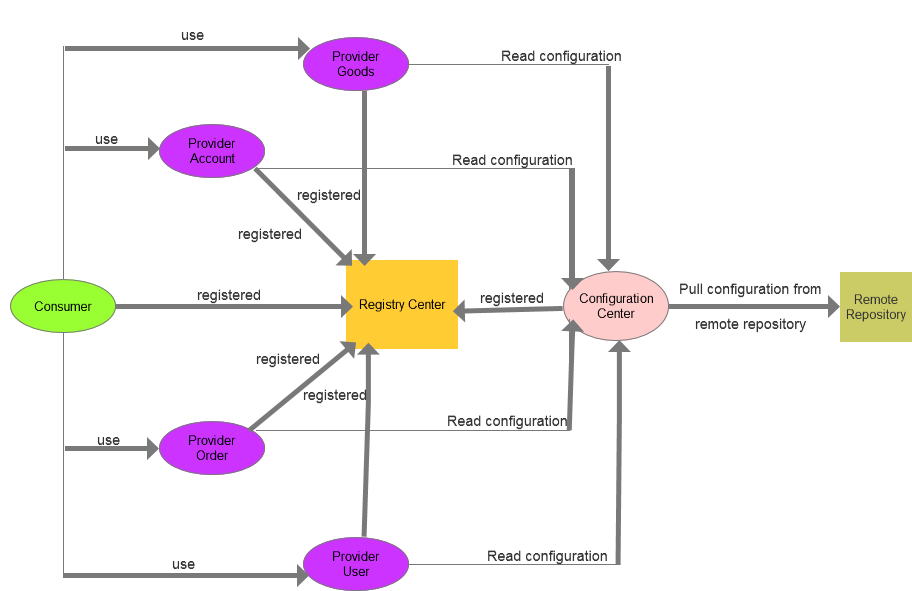 use
Provider
Goods
Read configuration
use
Provider
Account
Read configuration
registered
registered
Consumer
registered
Registry Center
registered
Configuration
Center
Pull configuration from
remote repository
Remote
Repository
registered
registered
use
Provider
Order
Read configuration
use
Provider
User
Read configuration